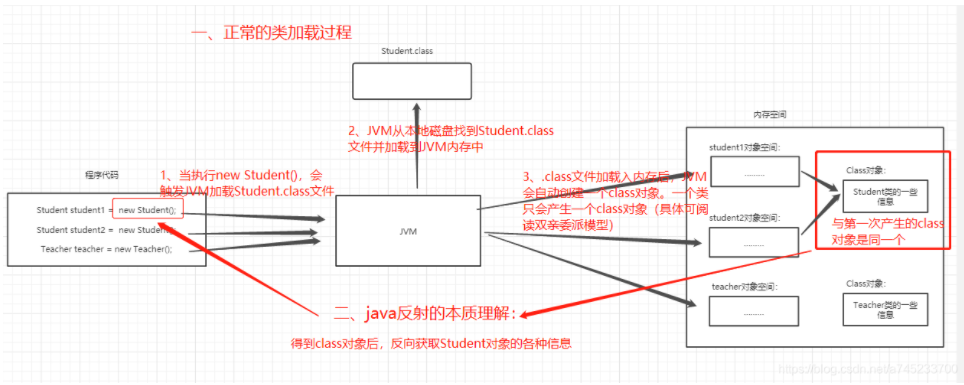 一、正常的类加载过程
Student.class
2、JVM从本地磁盘找到Student.class
文件并加载到JVM内存中
内存空间
程序代码
1、当执行new Student()，会
触发JVM加载Student.class文件
Student student1 = new Student();
Student student2 = new Student();
Teacher teacher = new Teacher();
JVM
3、.class文件加载入内存后，JVM
会自动创建一个class对象。一个类
只会产生一个class对象（具体可阅
读双亲委派模型）
student1对象空间:
.........
student2对象空间:
.........
teacher对象空间:
.........
Class对象:
Student类的一些
信息
与第一次产生的class
对象是同一个
Class对象:
Teacher类的一些
信息
二、java反射的本质理解：
得到class对象后，反向获取Student对象的各种信息
https://blog.csdn.net/a745233700